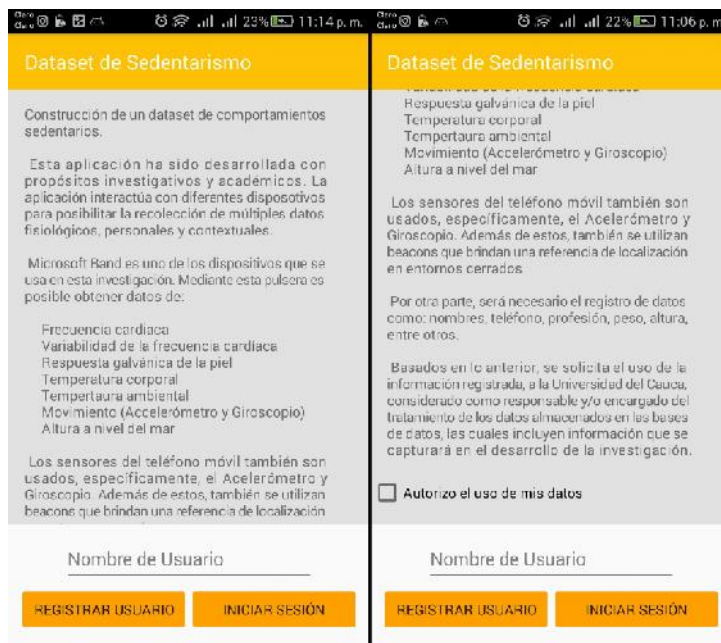 Claro
Claro
23% 11:14 p. m.
Dataset de Sedentarismo
Construcción de un dataset de comportamientos
sedentarios.
Esta aplicación ha sido desarrollada con
propósitos investigativos y académicos. La
aplicación interactúa con diferentes disposotivos
para posibilitar la recolección de múltiples datos
fisiológicos, personales y contextuales.
Microsoft Band es uno de los dispositivos que se
usa en esta investigación. Mediante esta pulsera es
posible obtener datos de:
Frecuencia cardiaca
Variabilidad de la frecuencia cardíaca
Respuesta galvánica de la piel
Temperatura corporal
Tempertaura ambiental
Movimiento (Accelerómetro y Giroscopio)
Altura a nivel del mar
Los sensores del teléfono móvil también son
usados, específicamente, el Acelerómetro y
Giroscopio. Además de estos, también se utilizan
beacons que brindan una referencia de localización
Nombre de Usuario
REGISTRAR USUARIO
INICIAR SESIÓN
Claro
Claro
22% 11:06 p. m
Dataset de Sedentarismo
Variabilidad de la frecuencia cardíaca
Respuesta galvánica de la piel
Temperatura corporal
Tempertaura ambiental
Movimiento (Accelerómetro y Giroscopio)
Altura a nivel del mar
Los sensores del teléfono móvil también son
usados, específicamente, el Acelerómetro y
Giroscopio. Además de estos, también se utilizan
beacons que brindan una referencia de localización
en entornos cerrados
Por otra parte, será necesario el registro de datos
como: nombres, teléfono, profesión, peso, altura,
entre otros.
Basados en lo anterior, se solicita el uso de la
información registrada, a la Universidad del Cauca,
considerado como responsable y/o encargado del
tratamiento de los datos almacenados en las bases
de datos, las cuales incluyen información que se
capturará en el desarrollo de la investigación.
Autorizo el uso de mis datos
Nombre de Usuario
REGISTRAR USUARIO
INICIAR SESIÓN